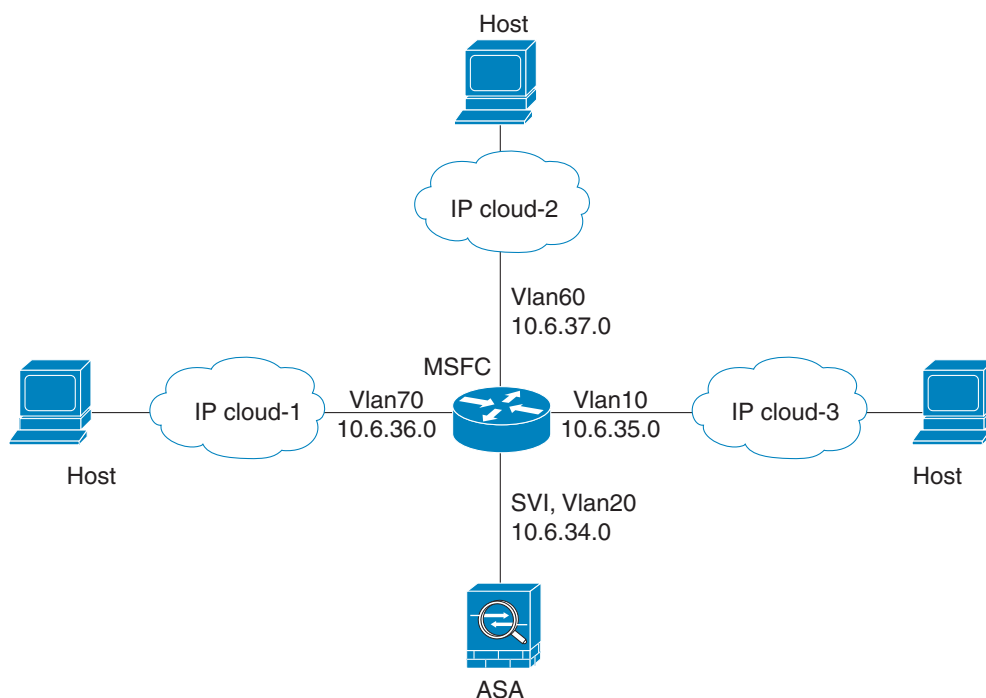 Host
IP cloud-2
Vlan60
10.6.37.0
MSFC
IP cloud-1
Vlan70
10.6.36.0
Vlan10
10.6.35.0
IP cloud-3
Host
Host
SVI, Vlan20
10.6.34.0
ASA